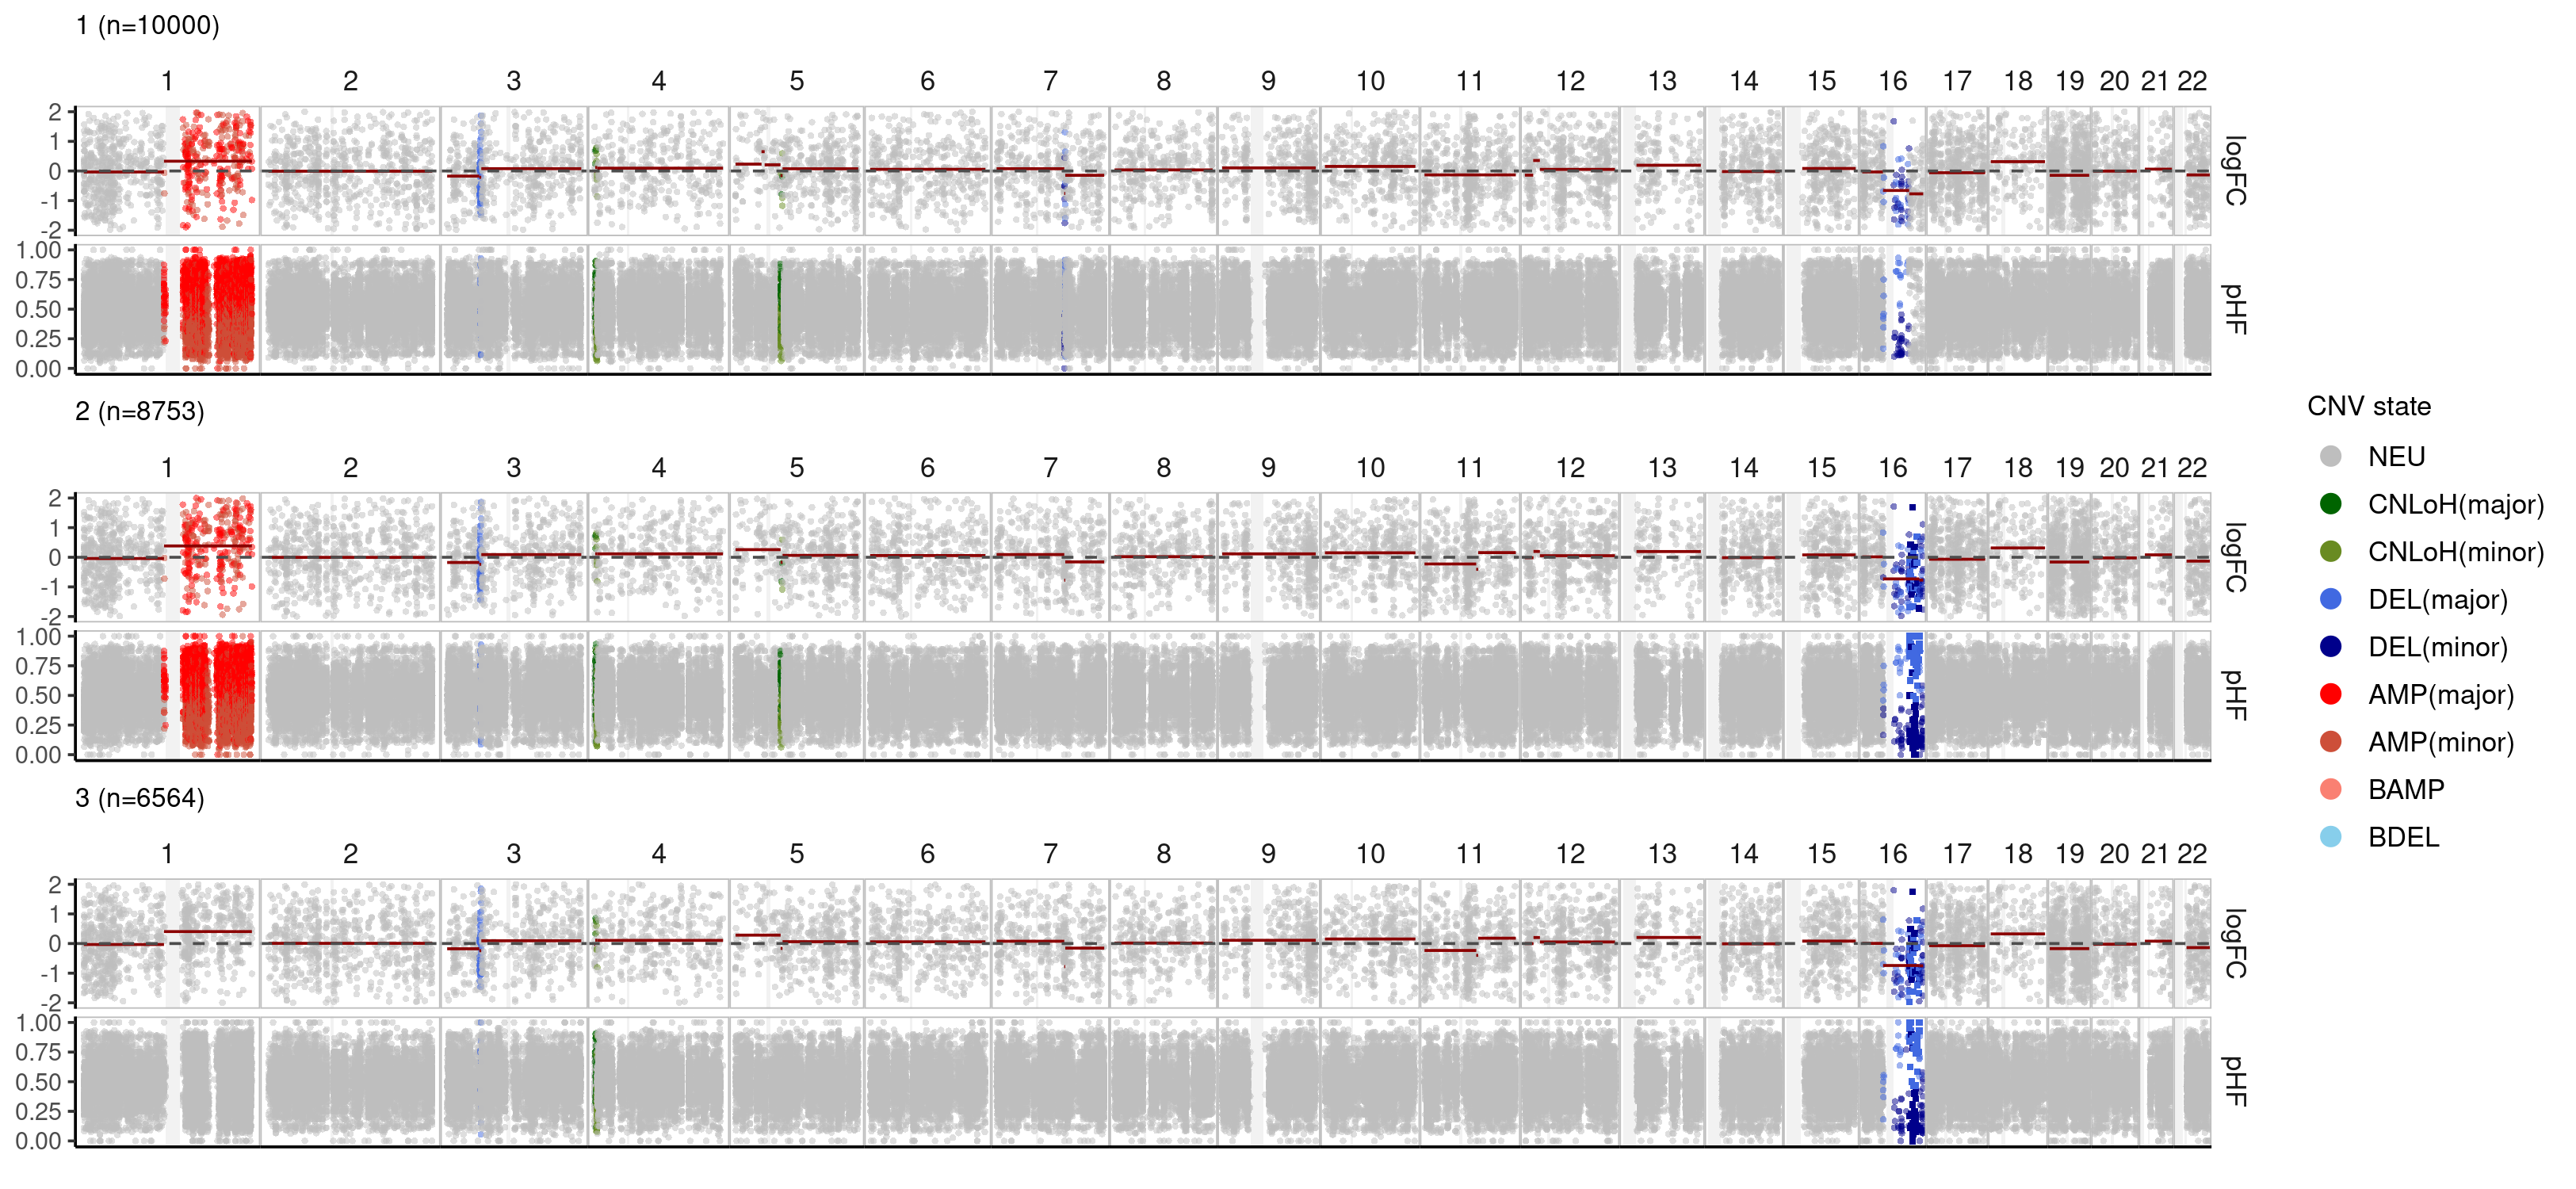 1 (n=10000)
1 2 3 4 5 6 7 8 9 10 11 12 13 14 15 16 17 18 19 20 21 22
2
1
0
-1
-2
logFC
1.00
0.75
0.50
0.25
0.00
pHF
2 (n=8753)
1 2 3 4 5 6 7 8 9 10 11 12 13 14 15 16 17 18 19 20 21 22
2
1
0
-1
-2
logFC
1.00
0.75
0.50
0.25
0.00
pHF
3 (n=6564)
1 2 3 4 5 6 7 8 9 10 11 12 13 14 15 16 17 18 19 20 21 22
2
1
0
-1
-2
logFC
1.00
0.75
0.50
0.25
0.00
pHF
CNV state
NEU
CNLoH(major)
CNLoH(minor)
DEL(major)
DEL(minor)
AMP(major)
AMP(minor)
BAMP
BDEL